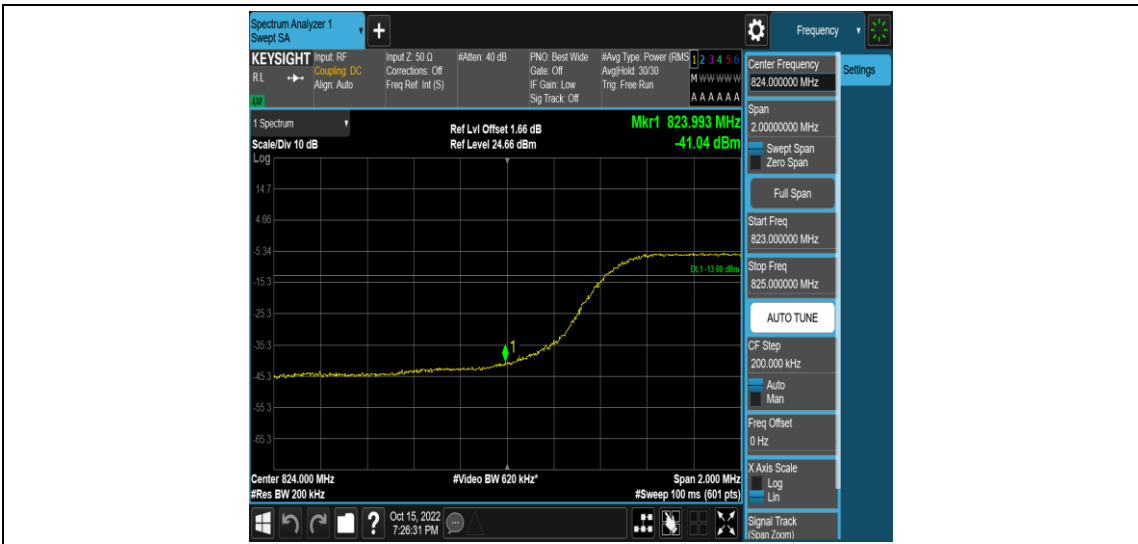 Spectrum Analyzer 1
Swept SA
+
Frequency
KEYSIGHT
RL
LXI
Input: RF
Coupling: DC
Align: Auto
Input Z: 50 Ω
Corrections: Off
Freq Ref: Int (S)
#Atten: 40 dB
PNO: Best Wide
Gate: Off
IF Gain: Low
Sig Track: Off
#Avg Type: Power (RMS
Avg|Hold: 30/30
Trig: Free Run
1 2 3 4 5 6
M W W W W W
A A A A A A
1 Spectrum
Scale/Div 10 dB
Log
Ref Lvl Offset 1.66 dB
Ref Level 24.66 dBm
Mkr1 823.993 MHz
-41.04 dBm
14.7
4.66
-5.34
DL1 -13.00 dBm
-15.3
-25.3
-35.3
1
-45.3
-55.3
-65.3
Center 824.000 MHz
#Res BW 200 kHz
#Video BW 620 kHz*
Span 2.000 MHz
#Sweep 100 ms (601 pts)
?
Oct 15, 2022
7:26:31 PM
Center Frequency
824.000000 MHz
Settings
Span
2.00000000 MHz
Swept Span
Zero Span
Full Span
Start Freq
823.000000 MHz
Stop Freq
825.000000 MHz
AUTO TUNE
CF Step
200.000 kHz
Auto
Man
Freq Offset
0 Hz
X Axis Scale
Log
Lin
Signal Track
(Span Zoom)